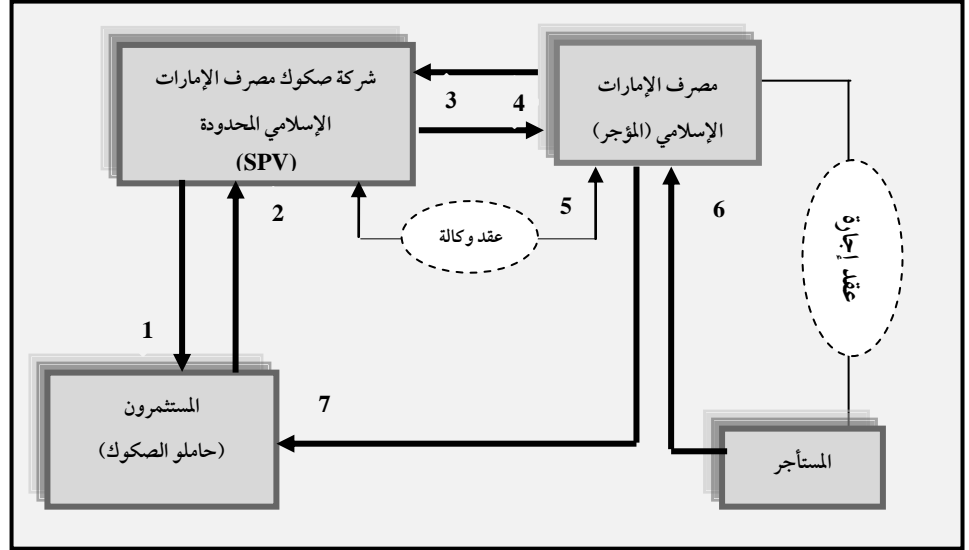 شركة صكوك مصرف الإمارات
الإسلامي المحدودة
(SPV)
مصرف الإمارات
الإسلامي (المؤجر)
3
4
2
5
6
عقد وكالة
عقد إجارة
1
7
المستثمرون
(حاملو الصكوك)
المستأجر